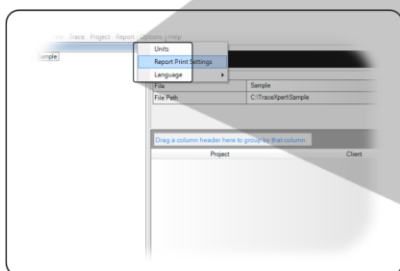 Trace Project Report Options Help
Units
Report Print Settings
Language
Sample
File Sample
File Path C:\TraceXpert\Sample
Drag a column header here to group by that column.
Project Client